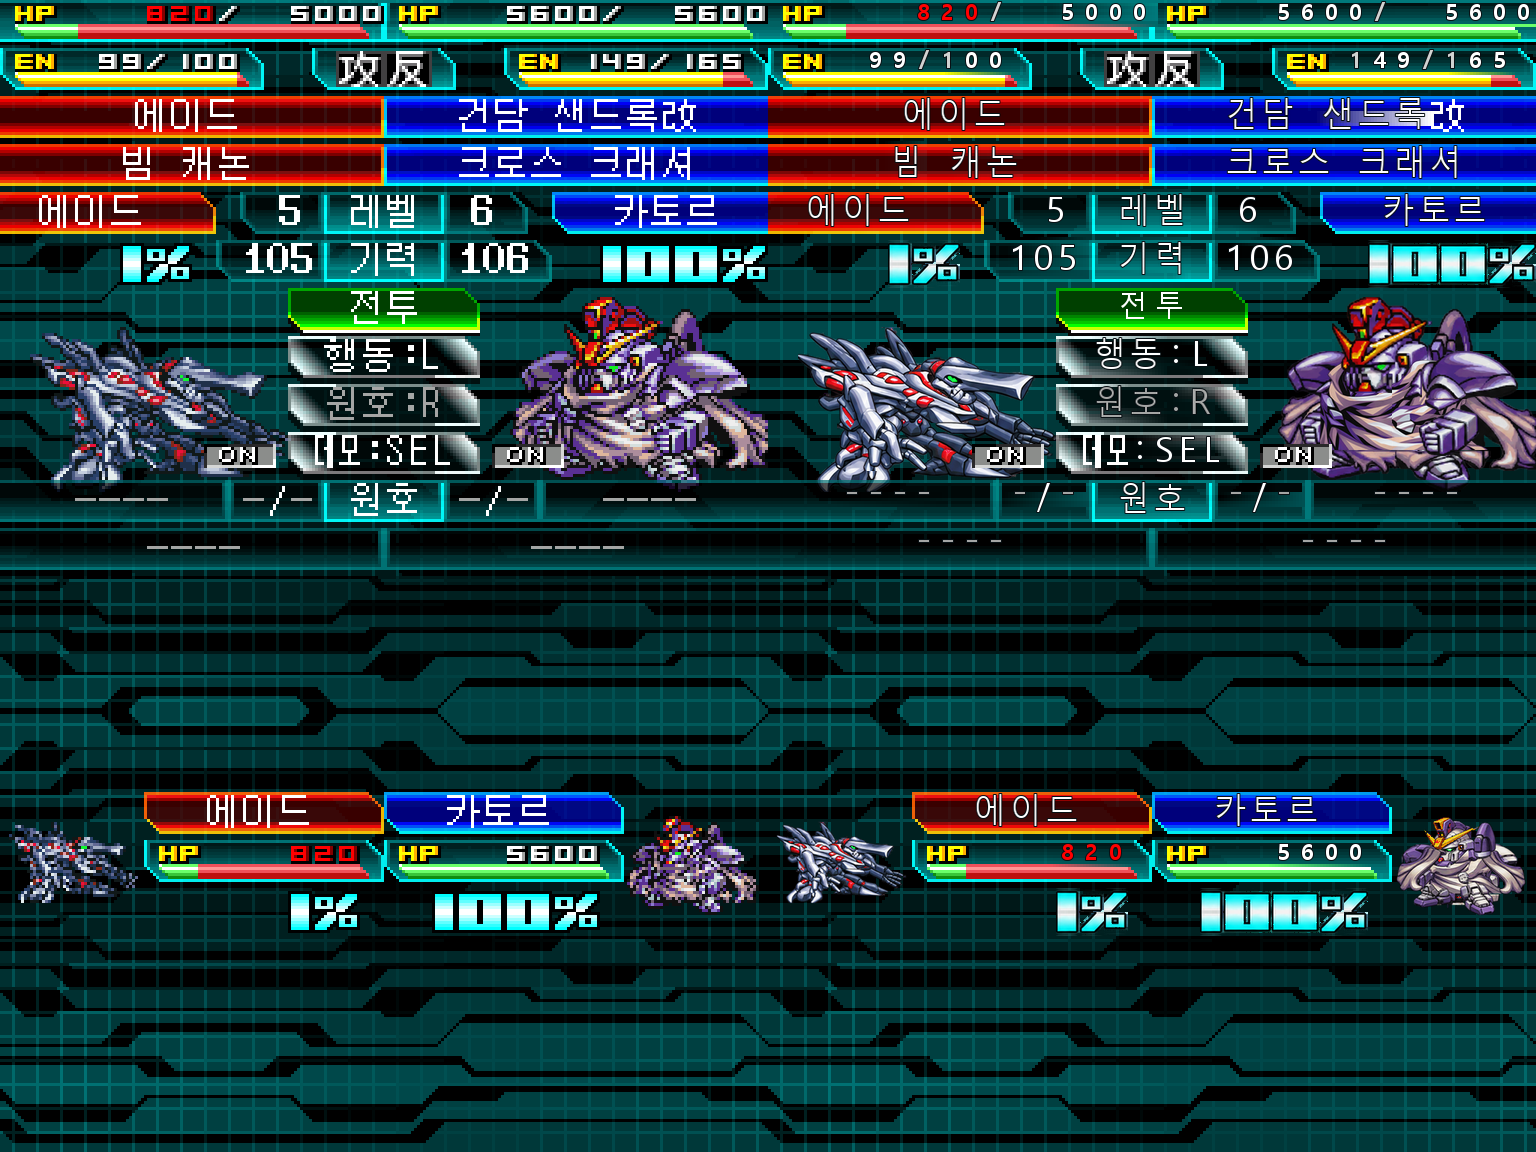 HP 820/ 5000 HP 5600/ 5600 HP 820/ 5000 HP 5600/ 5600
EN 99/100 攻反 EN 149/165 EN 99/100 攻反 EN 149/165
에이드 건담 샌드록改 에이드 건담 샌드록改
빔 캐논 크로스 크래셔 빔 캐논 크로스 크래셔
에이드 5 레벨 6 카토르 에이드 5 레벨 6 카토르
1% 105 기력 106 100% 1% 105 기력 106 100%
전투 전투
행동:L 행동:L
원호:R 원호:R
ON 데모:SEL ON ON 데모:SEL ON
---- -/- 원호 -/- ---- ---- -/- 원호 -/- ----
---- ---- ---- ----
에이드 카토르 에이드 카토르
HP 820 HP 5600 HP 820 HP 5600
1% 100% 1% 100%